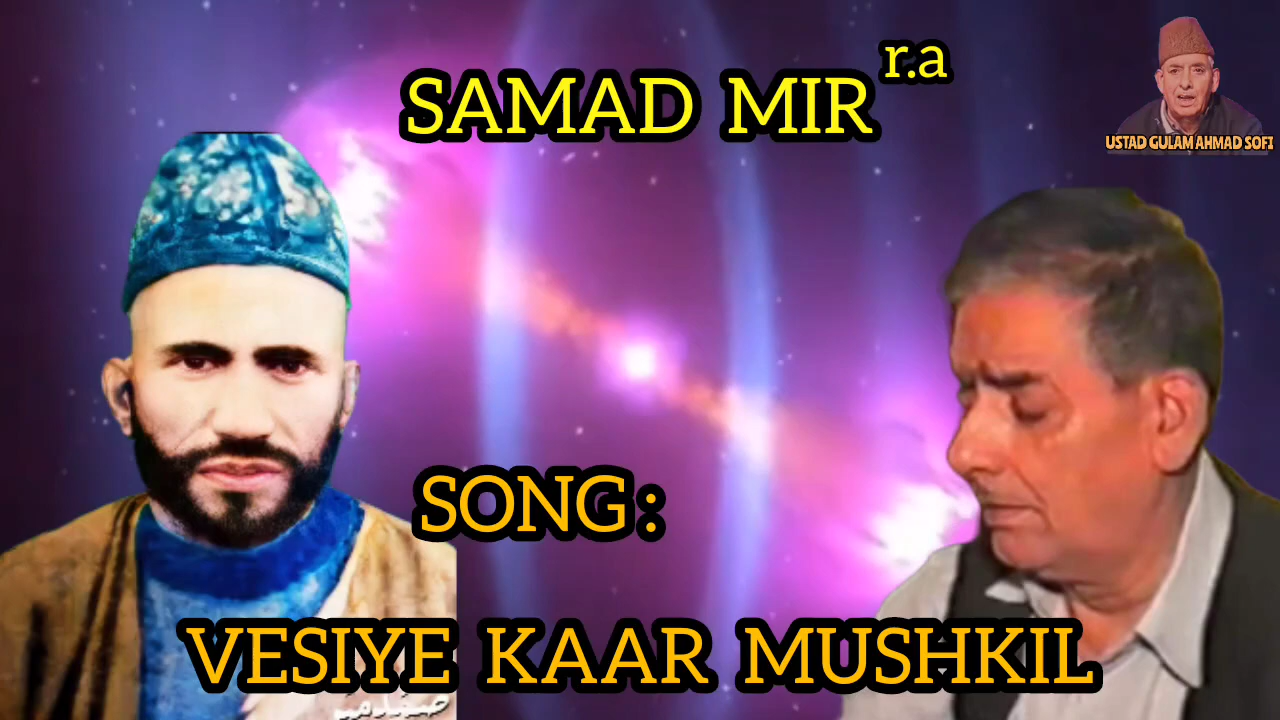 SAMAD MIR r.a
USTAD GULAM AHMAD SOFI
SONG:
VESIYE KAAR MUSHKIL